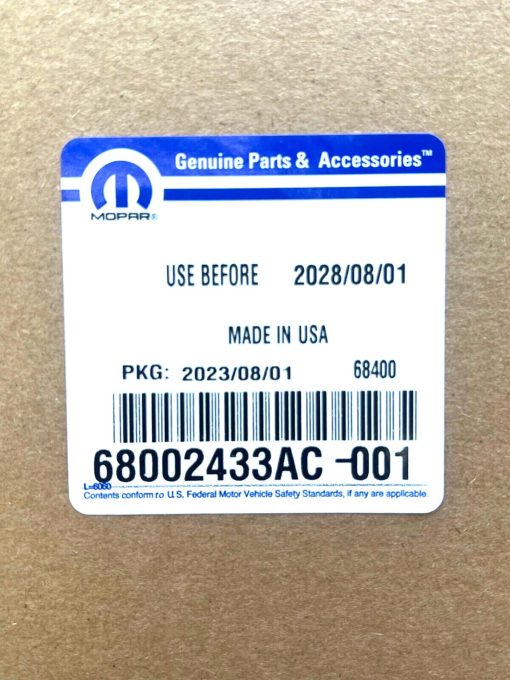 Genuine Parts & Accessories™
MOPAR®
USE BEFORE 2028/08/01
MADE IN USA
PKG: 2023/08/01 68400
68002433AC -001
L=6060
Contents conform to U.S. Federal Motor Vehicle Safety Standards, if any are applicable